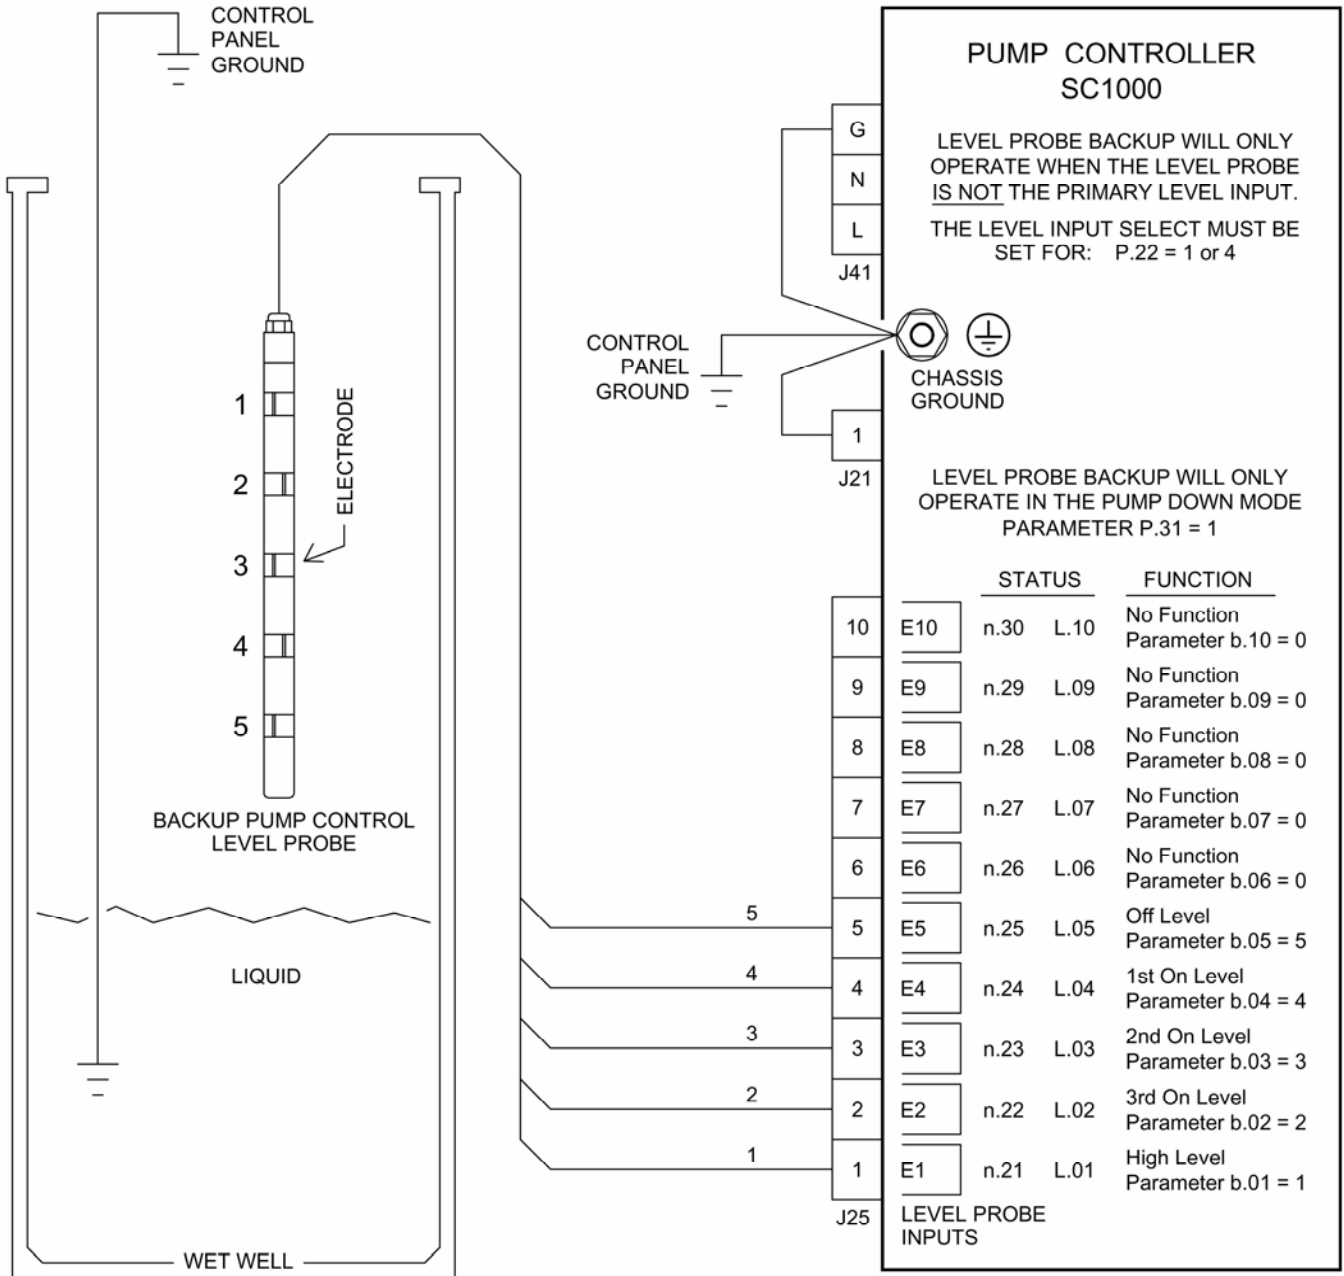 CONTROL
PANEL
GROUND
PUMP CONTROLLER
SC1000
LEVEL PROBE BACKUP WILL ONLY
OPERATE WHEN THE LEVEL PROBE
IS NOT THE PRIMARY LEVEL INPUT.
THE LEVEL INPUT SELECT MUST BE
SET FOR: P.22 = 1 or 4
G
N
L
J41
CONTROL
PANEL
GROUND
CHASSIS
GROUND
1
J21
1
2
3
4
5
ELECTRODE
BACKUP PUMP CONTROL
LEVEL PROBE
LIQUID
WET WELL
LEVEL PROBE BACKUP WILL ONLY
OPERATE IN THE PUMP DOWN MODE
PARAMETER P.31 = 1
STATUS FUNCTION
10 E10 n.30 L.10 No Function
Parameter b.10 = 0
9 E9 n.29 L.09 No Function
Parameter b.09 = 0
8 E8 n.28 L.08 No Function
Parameter b.08 = 0
7 E7 n.27 L.07 No Function
Parameter b.07 = 0
6 E6 n.26 L.06 No Function
Parameter b.06 = 0
5 5 E5 n.25 L.05 Off Level
Parameter b.05 = 5
4 4 E4 n.24 L.04 1st On Level
Parameter b.04 = 4
3 3 E3 n.23 L.03 2nd On Level
Parameter b.03 = 3
2 2 E2 n.22 L.02 3rd On Level
Parameter b.02 = 2
1 1 E1 n.21 L.01 High Level
Parameter b.01 = 1
J25
LEVEL PROBE
INPUTS